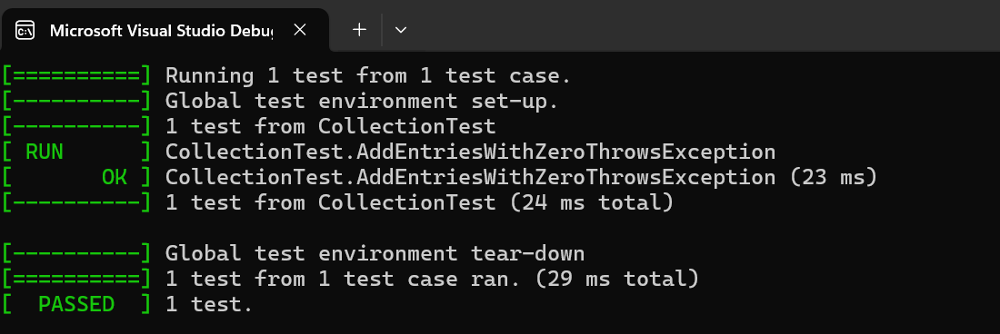 Microsoft Visual Studio Debu
[==========] Running 1 test from 1 test case.
[----------] Global test environment set-up.
[----------] 1 test from CollectionTest
[ RUN      ] CollectionTest.AddEntriesWithZeroThrowsException
[       OK ] CollectionTest.AddEntriesWithZeroThrowsException (23 ms)
[----------] 1 test from CollectionTest (24 ms total)
[----------] Global test environment tear-down
[==========] 1 test from 1 test case ran. (29 ms total)
[  PASSED  ] 1 test.